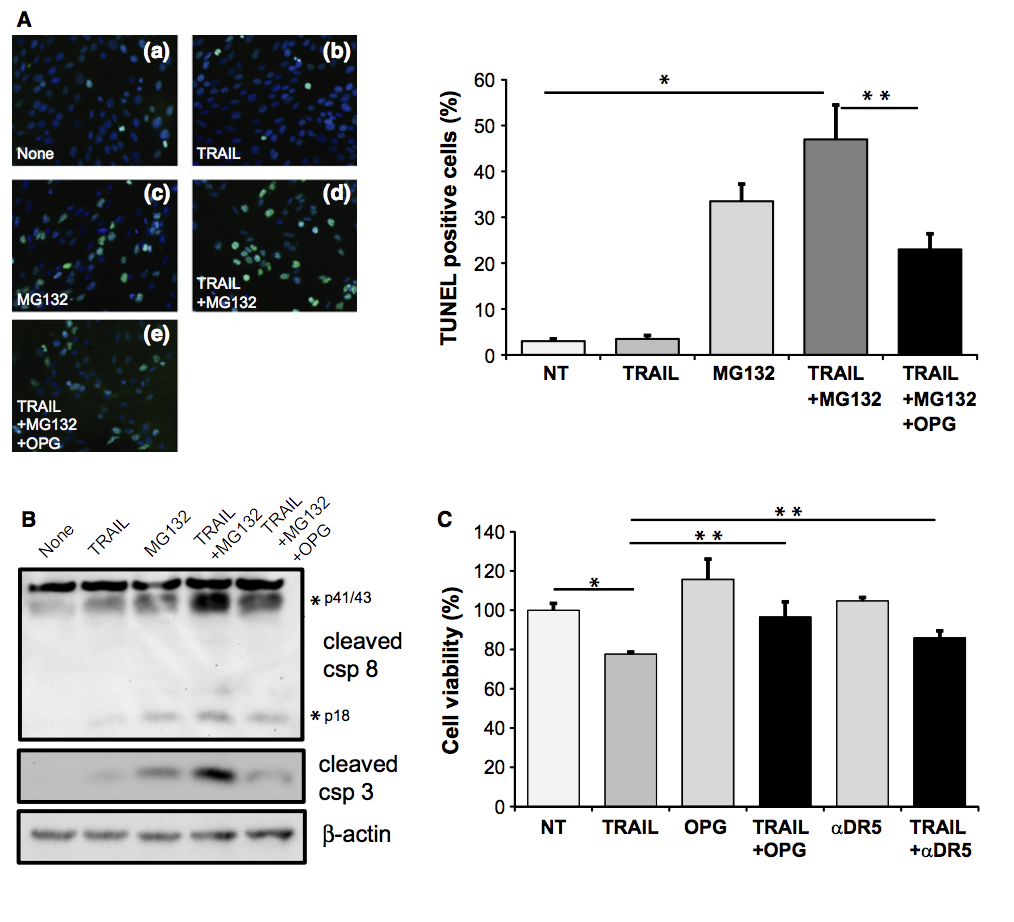 A
(a)
None
(b)
TRAIL
(c)
MG132
(d)
TRAIL
+MG132
(e)
TRAIL
+MG132
+OPG
TUNEL positive cells (%)
60
50
40
30
20
10
0
*
* *
NT
TRAIL
MG132
TRAIL
+MG132
TRAIL
+MG132
+OPG
B
None
TRAIL
MG132
TRAIL
+MG132
TRAIL
+MG132
+OPG
* p41/43
cleaved
csp 8
* p18
cleaved
csp 3
β-actin
C
Cell viability (%)
140
120
100
80
60
40
20
0
* *
* *
*
NT
TRAIL
OPG
TRAIL
+OPG
αDR5
TRAIL
+αDR5